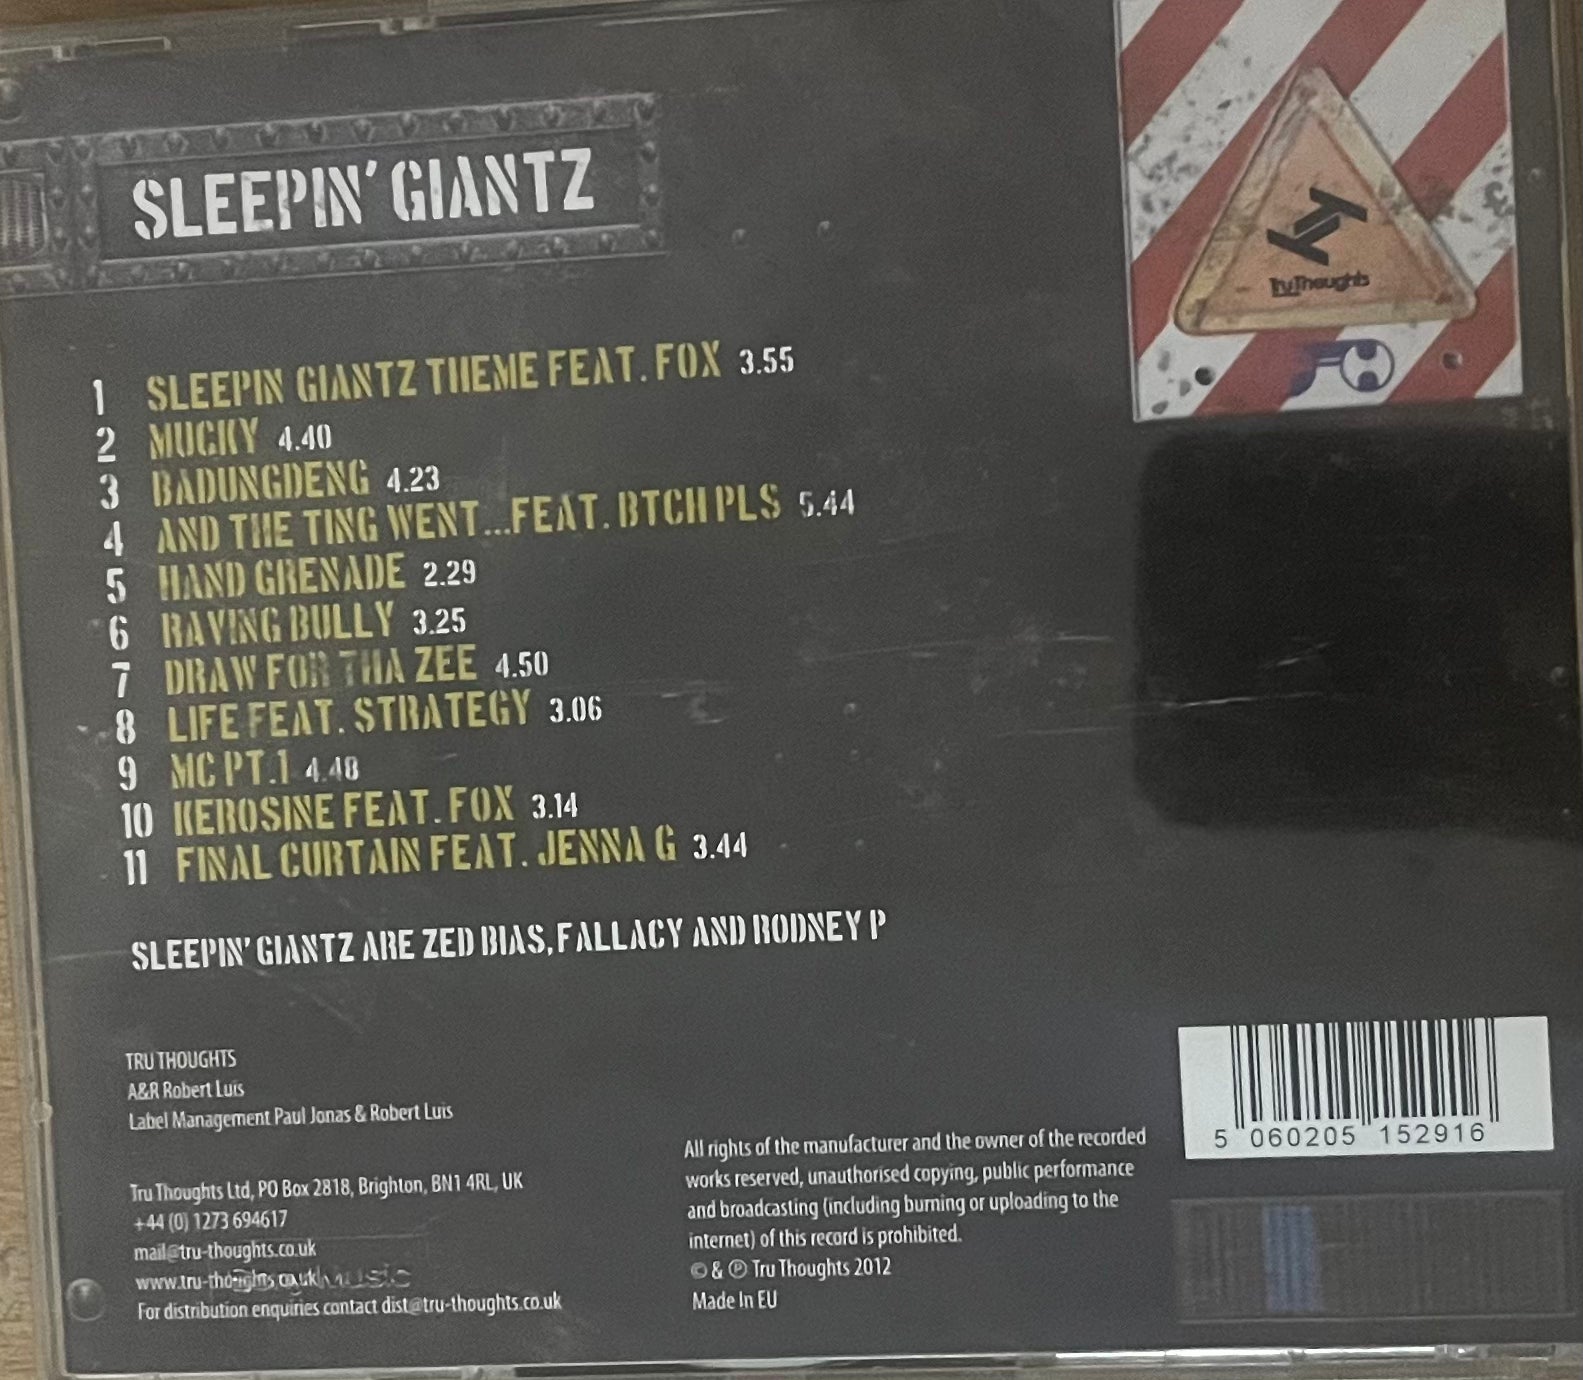 SLEEPIN' GIANTZ
Tru Thoughts
1 SLEEPIN GIANTZ THEME FEAT. FOX 3.55
2 MUCKY 4.40
3 BADUNGDENG 4.23
4 AND THE TING WENT...FEAT. BTCH PLS 5.44
5 HAND GRENADE 2.29
6 RAVING BULLY 3.25
7 DRAW FOR THA ZEE 4.50
8 LIFE FEAT. STRATEGY 3.06
9 MC PT.1 4.48
10 KEROSINE FEAT. FOX 3.14
11 FINAL CURTAIN FEAT. JENNA G 3.44
SLEEPIN' GIANTZ ARE ZED BIAS, FALLACY AND RODNEY P
TRU THOUGHTS
A&R Robert Luis
Label Management Paul Jonas & Robert Luis
Tru Thoughts Ltd, PO Box 2818, Brighton, BN1 4RL, UK
+44 (0) 1273 694617
mail@tru-thoughts.co.uk
www.tru-thoughts.co.uk
For distribution enquiries contact dist@tru-thoughts.co.uk
All rights of the manufacturer and the owner of the recorded
works reserved, unauthorised copying, public performance
and broadcasting (including burning or uploading to the
internet) of this record is prohibited.
© & ℗ Tru Thoughts 2012
Made In EU
5 060205 152916